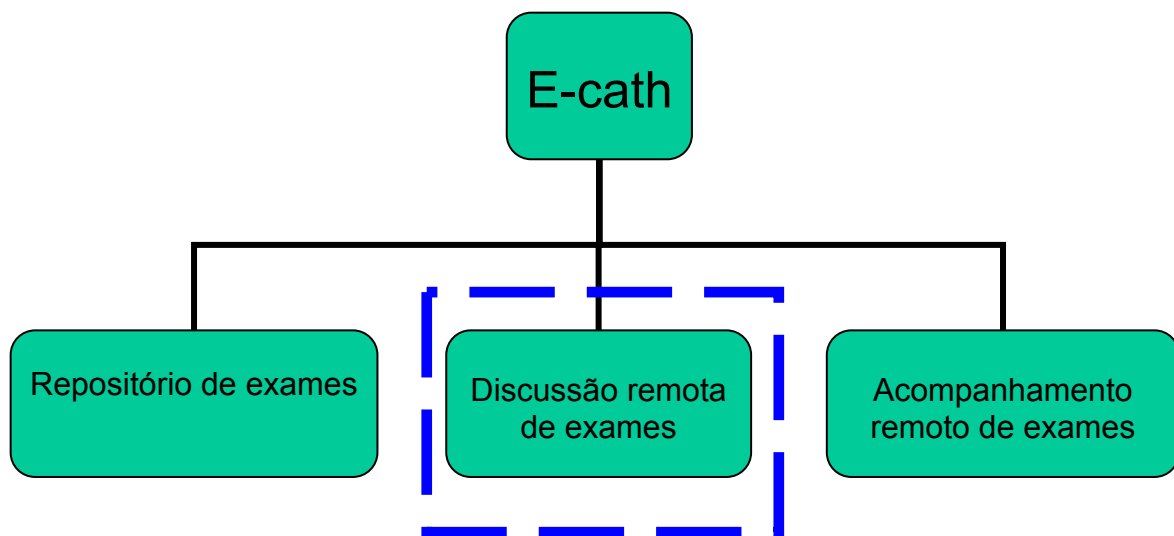 E-cath
Repositório de exames
Discussão remota
de exames
Acompanhamento
remoto de exames